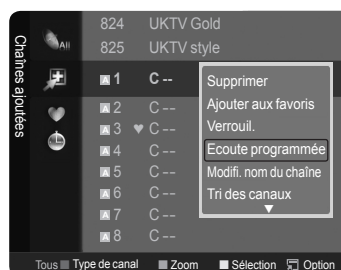 Chaînes ajoutées
All
824 UKTV Gold
825 UKTV style
A 1 C --
A 2 C --
A 3 ♥ C --
A 4 C --
A 5 C --
A 6 C --
A 7 C --
A 8 C --
Supprimer
Ajouter aux favoris
Verrouil.
Ecoute programmée
Modifi. nom du chaîne
Tri des canaux
Tous Type de canal Zoom Sélection Option